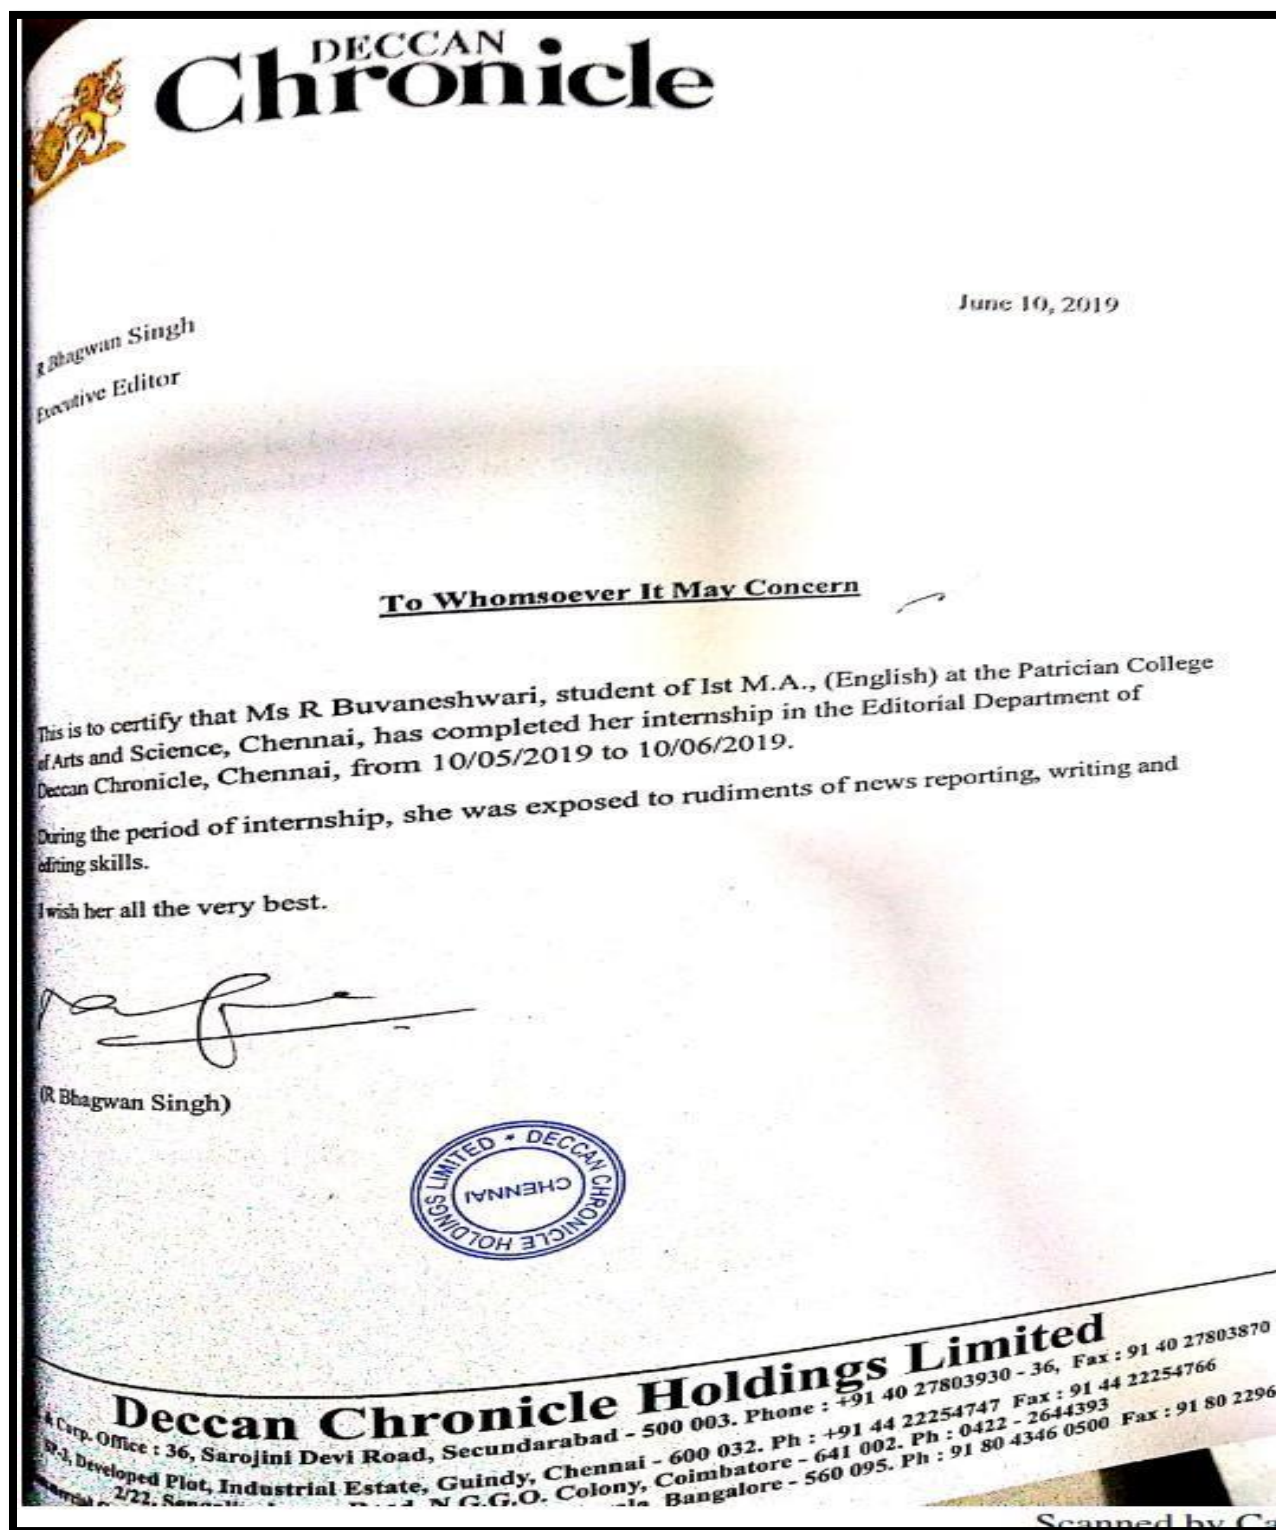 DECCAN
Chronicle
June 10, 2019
R Bhagwan Singh
Executive Editor
To Whomsoever It May Concern
This is to certify that Ms R Buvaneshwari, student of Ist M.A., (English) at the Patrician College
of Arts and Science, Chennai, has completed her internship in the Editorial Department of
Deccan Chronicle, Chennai, from 10/05/2019 to 10/06/2019.
During the period of internship, she was exposed to rudiments of news reporting, writing and
editing skills.
I wish her all the very best.
(R Bhagwan Singh)
DECCAN CHRONICLE HOLDINGS LIMITED *
CHENNAI
Deccan Chronicle Holdings Limited
& Corp. Office : 36, Sarojini Devi Road, Secundarabad - 500 003. Phone : +91 40 27803930 - 36, Fax : 91 40 27803870
Developed Plot, Industrial Estate, Guindy, Chennai - 600 032. Ph : +91 44 22254747 Fax : 91 44 22254766
2/22, N.G.G.O. Colony, Coimbatore - 641 002. Ph : 0422 - 2644393
Bangalore - 560 095. Ph : 91 80 4346 0500 Fax : 91 80 2296
Scanned by Ca